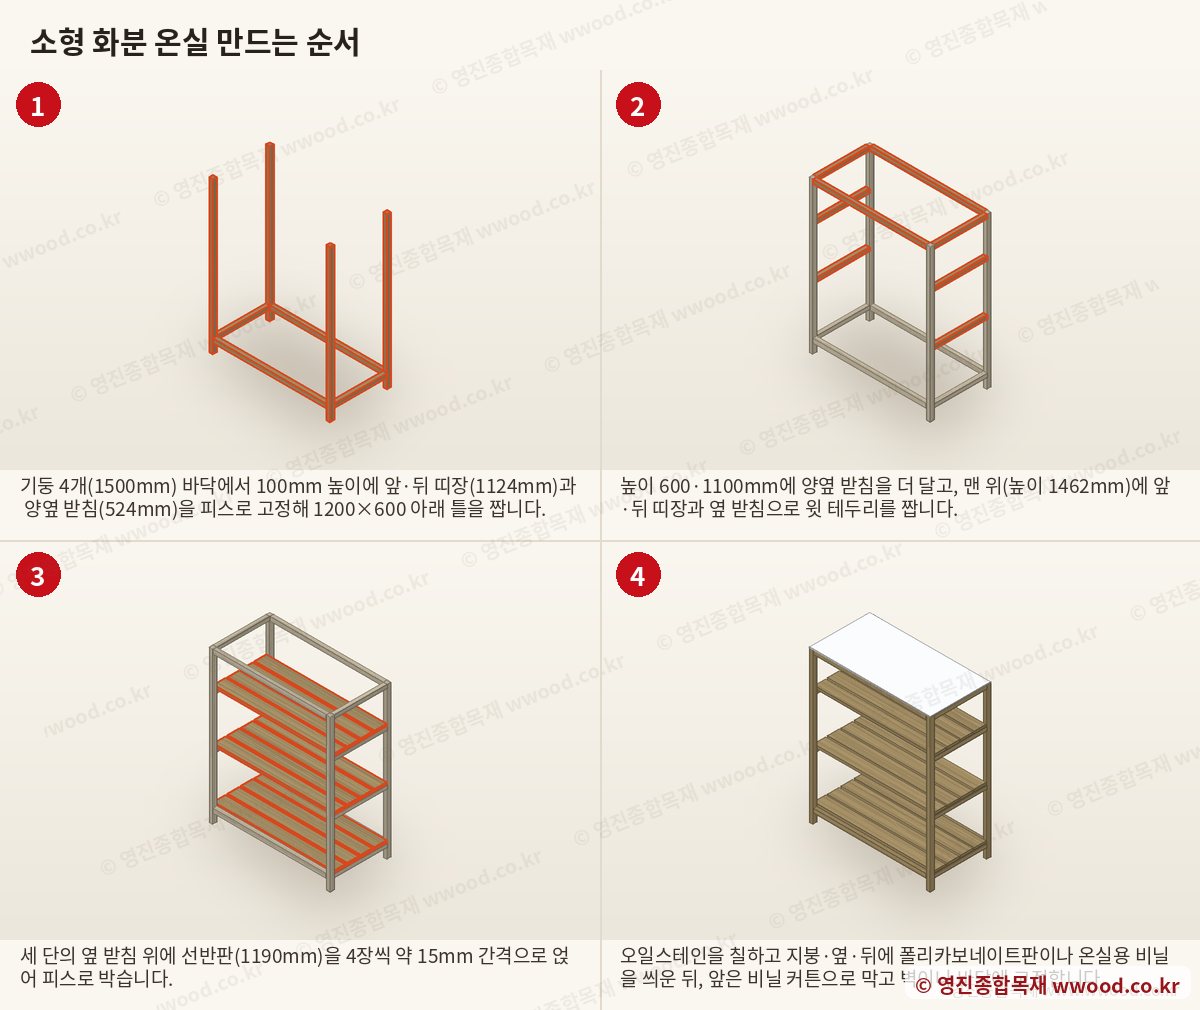 소형 화분 온실 만드는 순서
1
2
기둥 4개(1500mm) 바닥에서 100mm 높이에 앞·뒤 띠장(1124mm)과
양옆 받침(524mm)을 피스로 고정해 1200×600 아래 틀을 짭니다.
높이 600·1100mm에 양옆 받침을 더 달고, 맨 위(높이 1462mm)에 앞
·뒤 띠장과 옆 받침으로 윗 테두리를 짭니다.
3
4
세 단의 옆 받침 위에 선반판(1190mm)을 4장씩 약 15mm 간격으로 얹
어 피스로 박습니다.
오일스테인을 칠하고 지붕·옆·뒤에 폴리카보네이트판이나 온실용 비닐
을 씌운 뒤, 앞은 비닐 커튼으로 막고
© 영진종합목재 wwood.co.kr